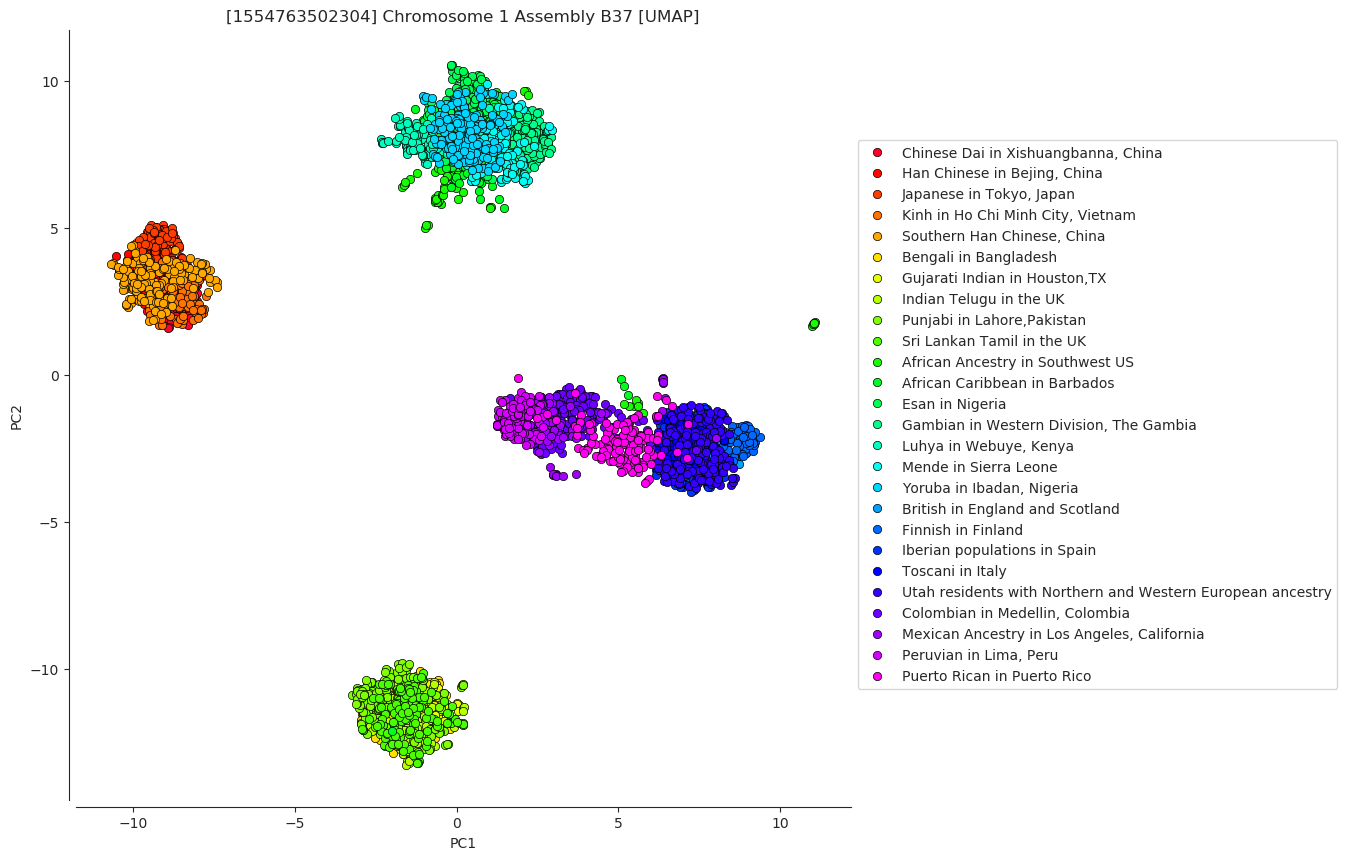 [1554763502304] Chromosome 1 Assembly B37 [UMAP]
10
5
0
−5
−10
PC2
−10
−5
0
5
10
PC1
Chinese Dai in Xishuangbanna, China
Han Chinese in Bejing, China
Japanese in Tokyo, Japan
Kinh in Ho Chi Minh City, Vietnam
Southern Han Chinese, China
Bengali in Bangladesh
Gujarati Indian in Houston,TX
Indian Telugu in the UK
Punjabi in Lahore,Pakistan
Sri Lankan Tamil in the UK
African Ancestry in Southwest US
African Caribbean in Barbados
Esan in Nigeria
Gambian in Western Division, The Gambia
Luhya in Webuye, Kenya
Mende in Sierra Leone
Yoruba in Ibadan, Nigeria
British in England and Scotland
Finnish in Finland
Iberian populations in Spain
Toscani in Italy
Utah residents with Northern and Western European ancestry
Colombian in Medellin, Colombia
Mexican Ancestry in Los Angeles, California
Peruvian in Lima, Peru
Puerto Rican in Puerto Rico